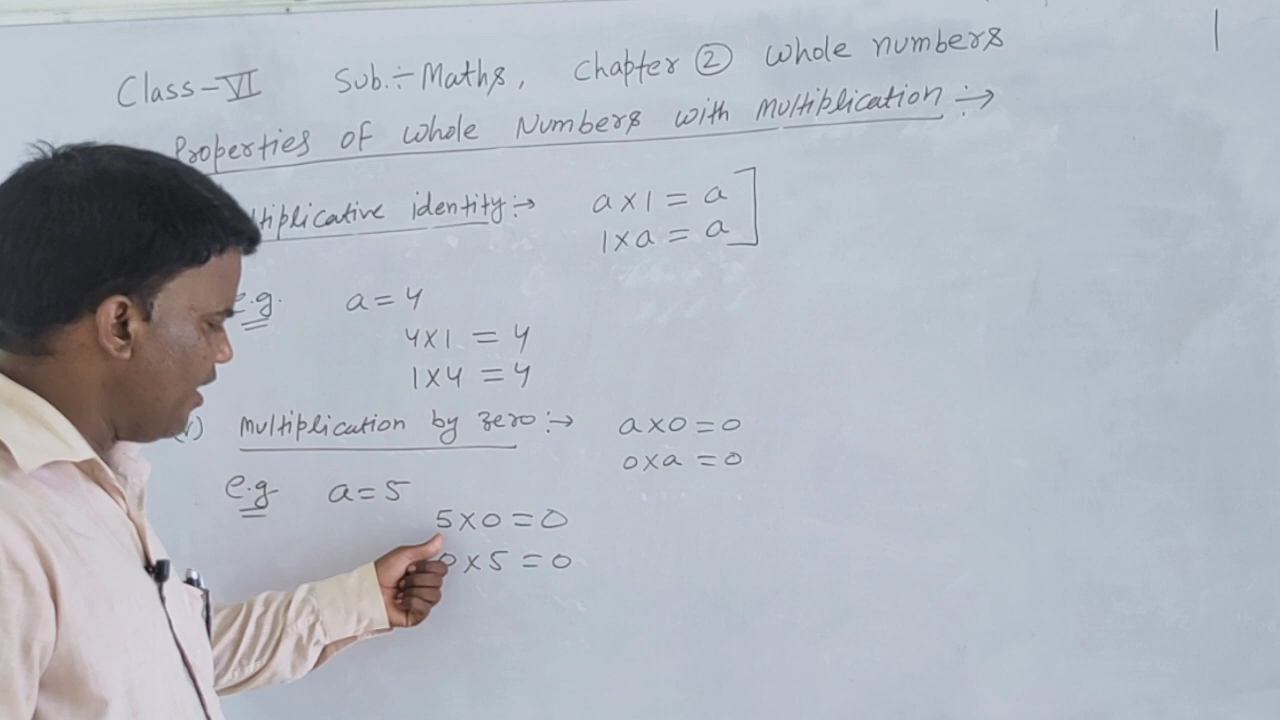 Class-VI Sub.÷Maths, Chapter ② Whole numbers
Properties of whole Numbers with multiplication :→
identity:→ a×1 = a
1×a = a
e.g. a=4
4×1 = 4
1×4 = 4
multiplication by zero:→ a×0=0
0×a=0
e.g a=5
5×0=0
0×5=0